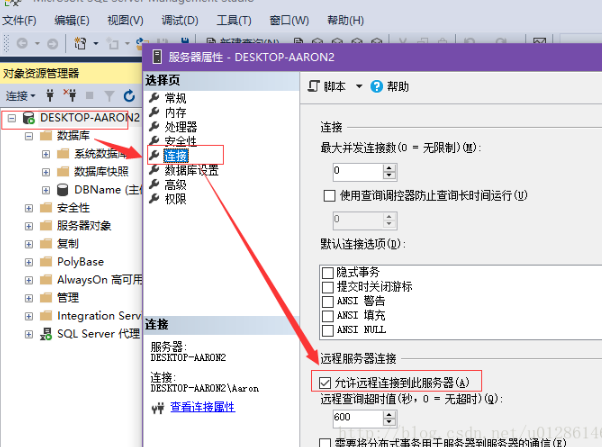 Microsoft SQL Server Management Studio
文件(F) 编辑(E) 视图(V) 调试(D) 工具(T) 窗口(W) 帮助(H)
新建查询(N)
对象资源管理器
连接
DESKTOP-AARON2
数据库
系统数据库
数据库快照
DBName (主体
安全性
服务器对象
复制
PolyBase
AlwaysOn 高可用
管理
Integration Serv
SQL Server 代理
服务器属性 - DESKTOP-AARON2
选择页
常规
内存
处理器
安全性
连接
数据库设置
高级
权限
连接
服务器:
DESKTOP-AARON2
连接:
DESKTOP-AARON2\Aaron
查看连接属性
脚本 帮助
连接
最大并发连接数(0 = 无限制)(M):
0
使用查询调控器防止查询长时间运行(U)
0
默认连接选项(D):
隐式事务
提交时关闭游标
ANSI 警告
ANSI 填充
ANSI NULL
远程服务器连接
允许远程连接到此服务器(A)
远程查询超时值(秒, 0 = 无超时)(Q):
600
http://blog.csdn.net/u0128614
需要将分布式事务用于服务器到服务器的通信(R)